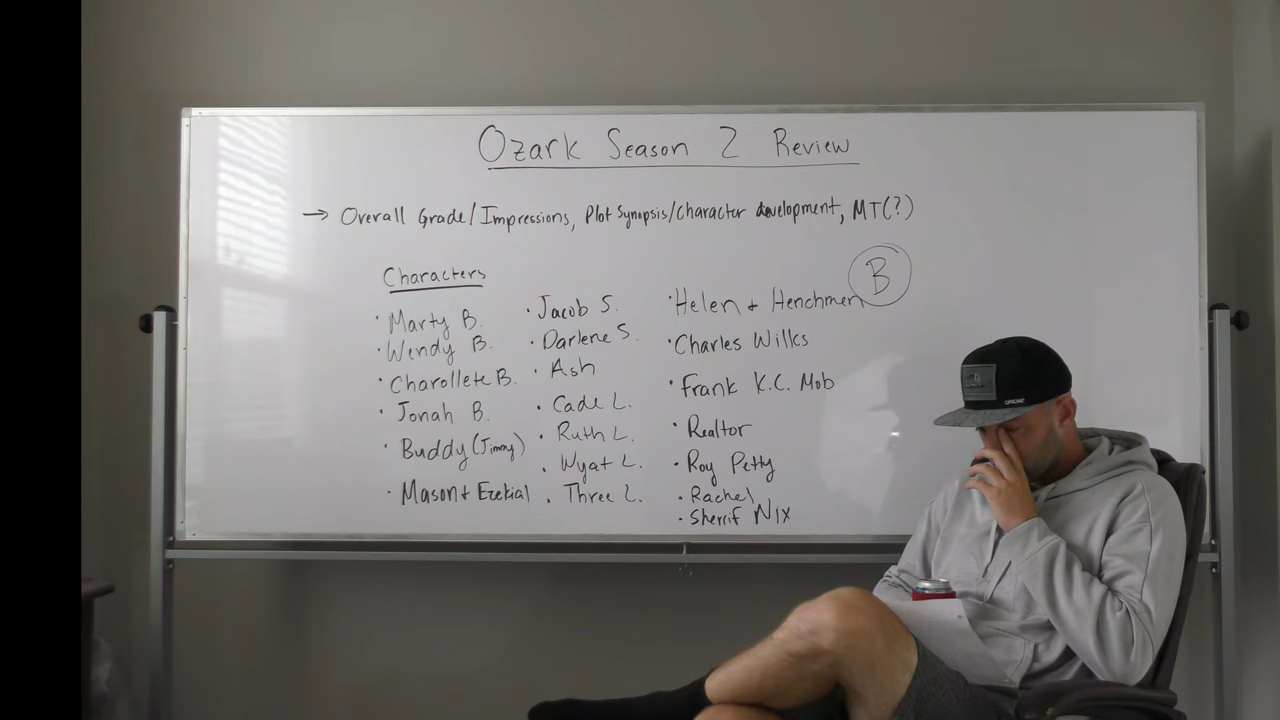 Ozark Season 2 Review
→ Overall Grade/Impressions, Plot Synopsis/Character development, MT(?)
B
Characters
· Marty B.
· Wendy B.
· Charollete B.
· Jonah B.
· Buddy (Jimmy)
· Mason + Ezekial
· Jacob S.
· Darlene S.
· Ash
· Cade L.
· Ruth L.
· Wyat L.
· Three L.
· Helen + Henchmen
· Charles Wilks
· Frank K.C. Mob
· Realtor
· Roy Petty
· Rachel
· Sherrif Nix
OFFICIAL